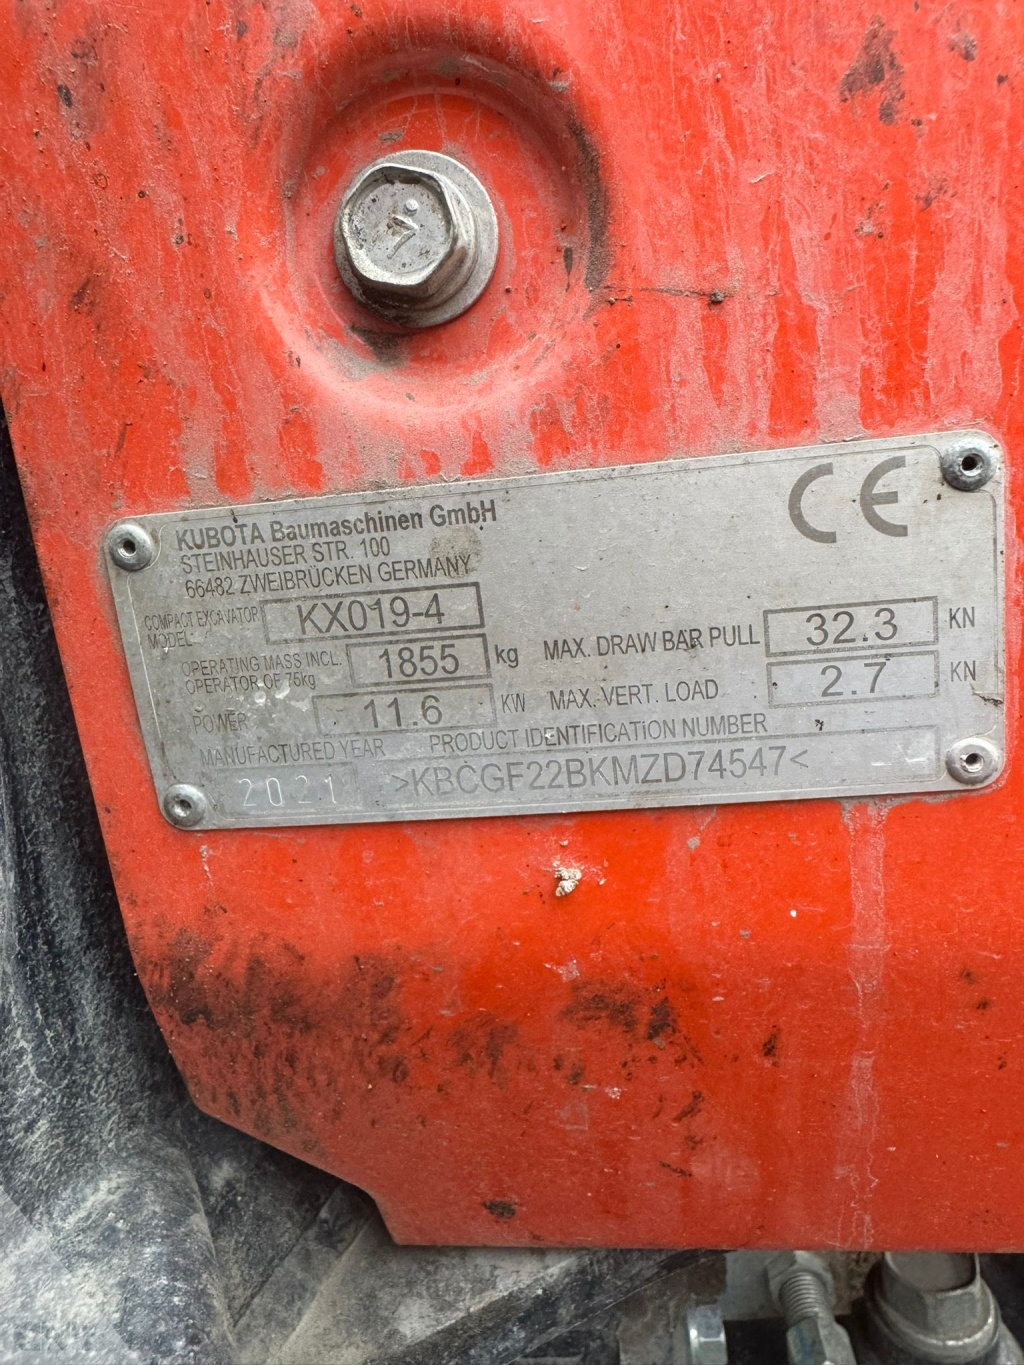 7
KUBOTA Baumaschinen GmbH
STEINHAUSER STR. 100
66482 ZWEIBRÜCKEN GERMANY
CE
COMPACT EXCAVATOR
MODEL: KX019-4
OPERATING MASS INCL.
OPERATOR OF 75kg 1855 kg
MAX. DRAW BAR PULL 32.3 KN
POWER 11.6 KW
MAX. VERT. LOAD 2.7 KN
MANUFACTURED YEAR PRODUCT IDENTIFICATION NUMBER
2021 >KBCGF22BKMZD74547<